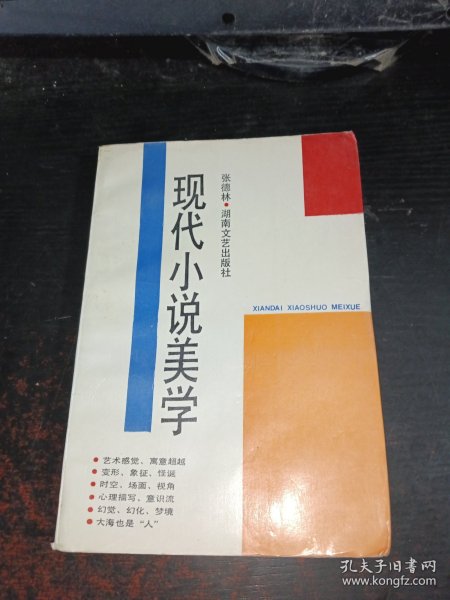 现代小说美学
张德林·湖南文艺出版社
XIANDAI XIAOSHUO MEIXUE
●艺术感觉、寓意超越
●变形、象征、怪诞
●时空、场面、视角
●心理描写、意识流
●幻觉、幻化、梦境
●大海也是“人”
孔夫子旧书网
www.kongfz.com